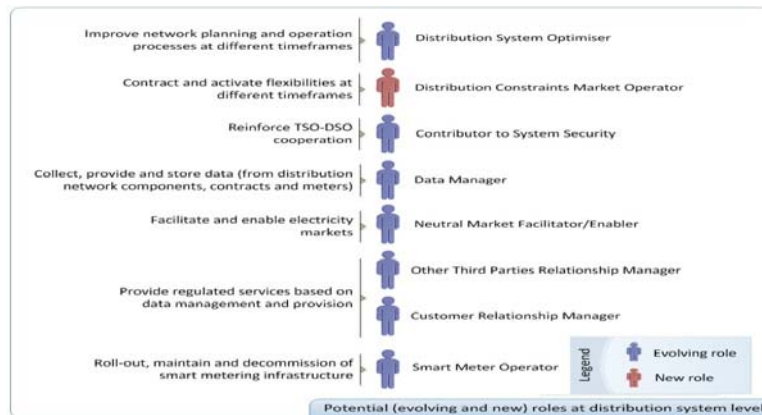 Improve network planning and operation
processes at different timeframes
Distribution System Optimiser
Contract and activate flexibilities at
different timeframes
Distribution Constraints Market Operator
Reinforce TSO-DSO
cooperation
Contributor to System Security
Collect, provide and store data (from distribution
network components, contracts and meters)
Data Manager
Facilitate and enable electricity
markets
Neutral Market Facilitator/Enabler
Provide regulated services based on
data management and provision
Other Third Parties Relationship Manager
Customer Relationship Manager
Roll-out, maintain and decommission of
smart metering infrastructure
Smart Meter Operator
Legend
Evolving role
New role
Potential (evolving and new) roles at distribution system level